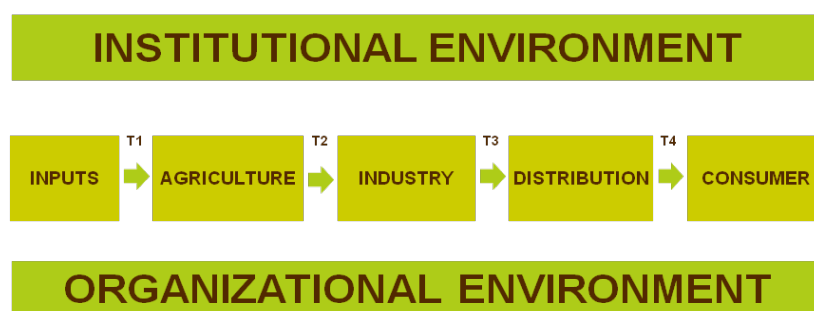 INSTITUTIONAL ENVIRONMENT
T1 T2 T3 T4
INPUTS AGRICULTURE INDUSTRY DISTRIBUTION CONSUMER
ORGANIZATIONAL ENVIRONMENT